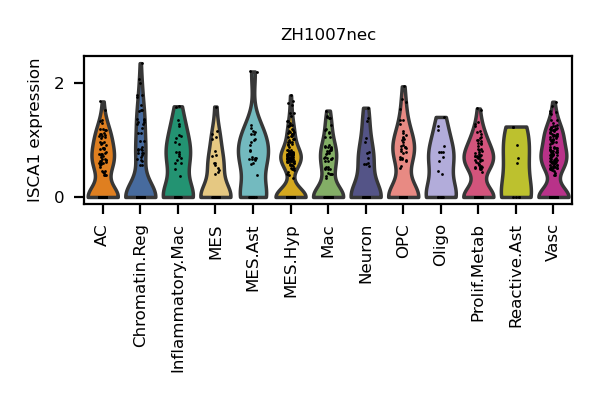 ZH1007nec
ISCA1 expression
2
0
AC
Chromatin.Reg
Inflammatory.Mac
MES
MES.Ast
MES.Hyp
Mac
Neuron
OPC
Oligo
Prolif.Metab
Reactive.Ast
Vasc